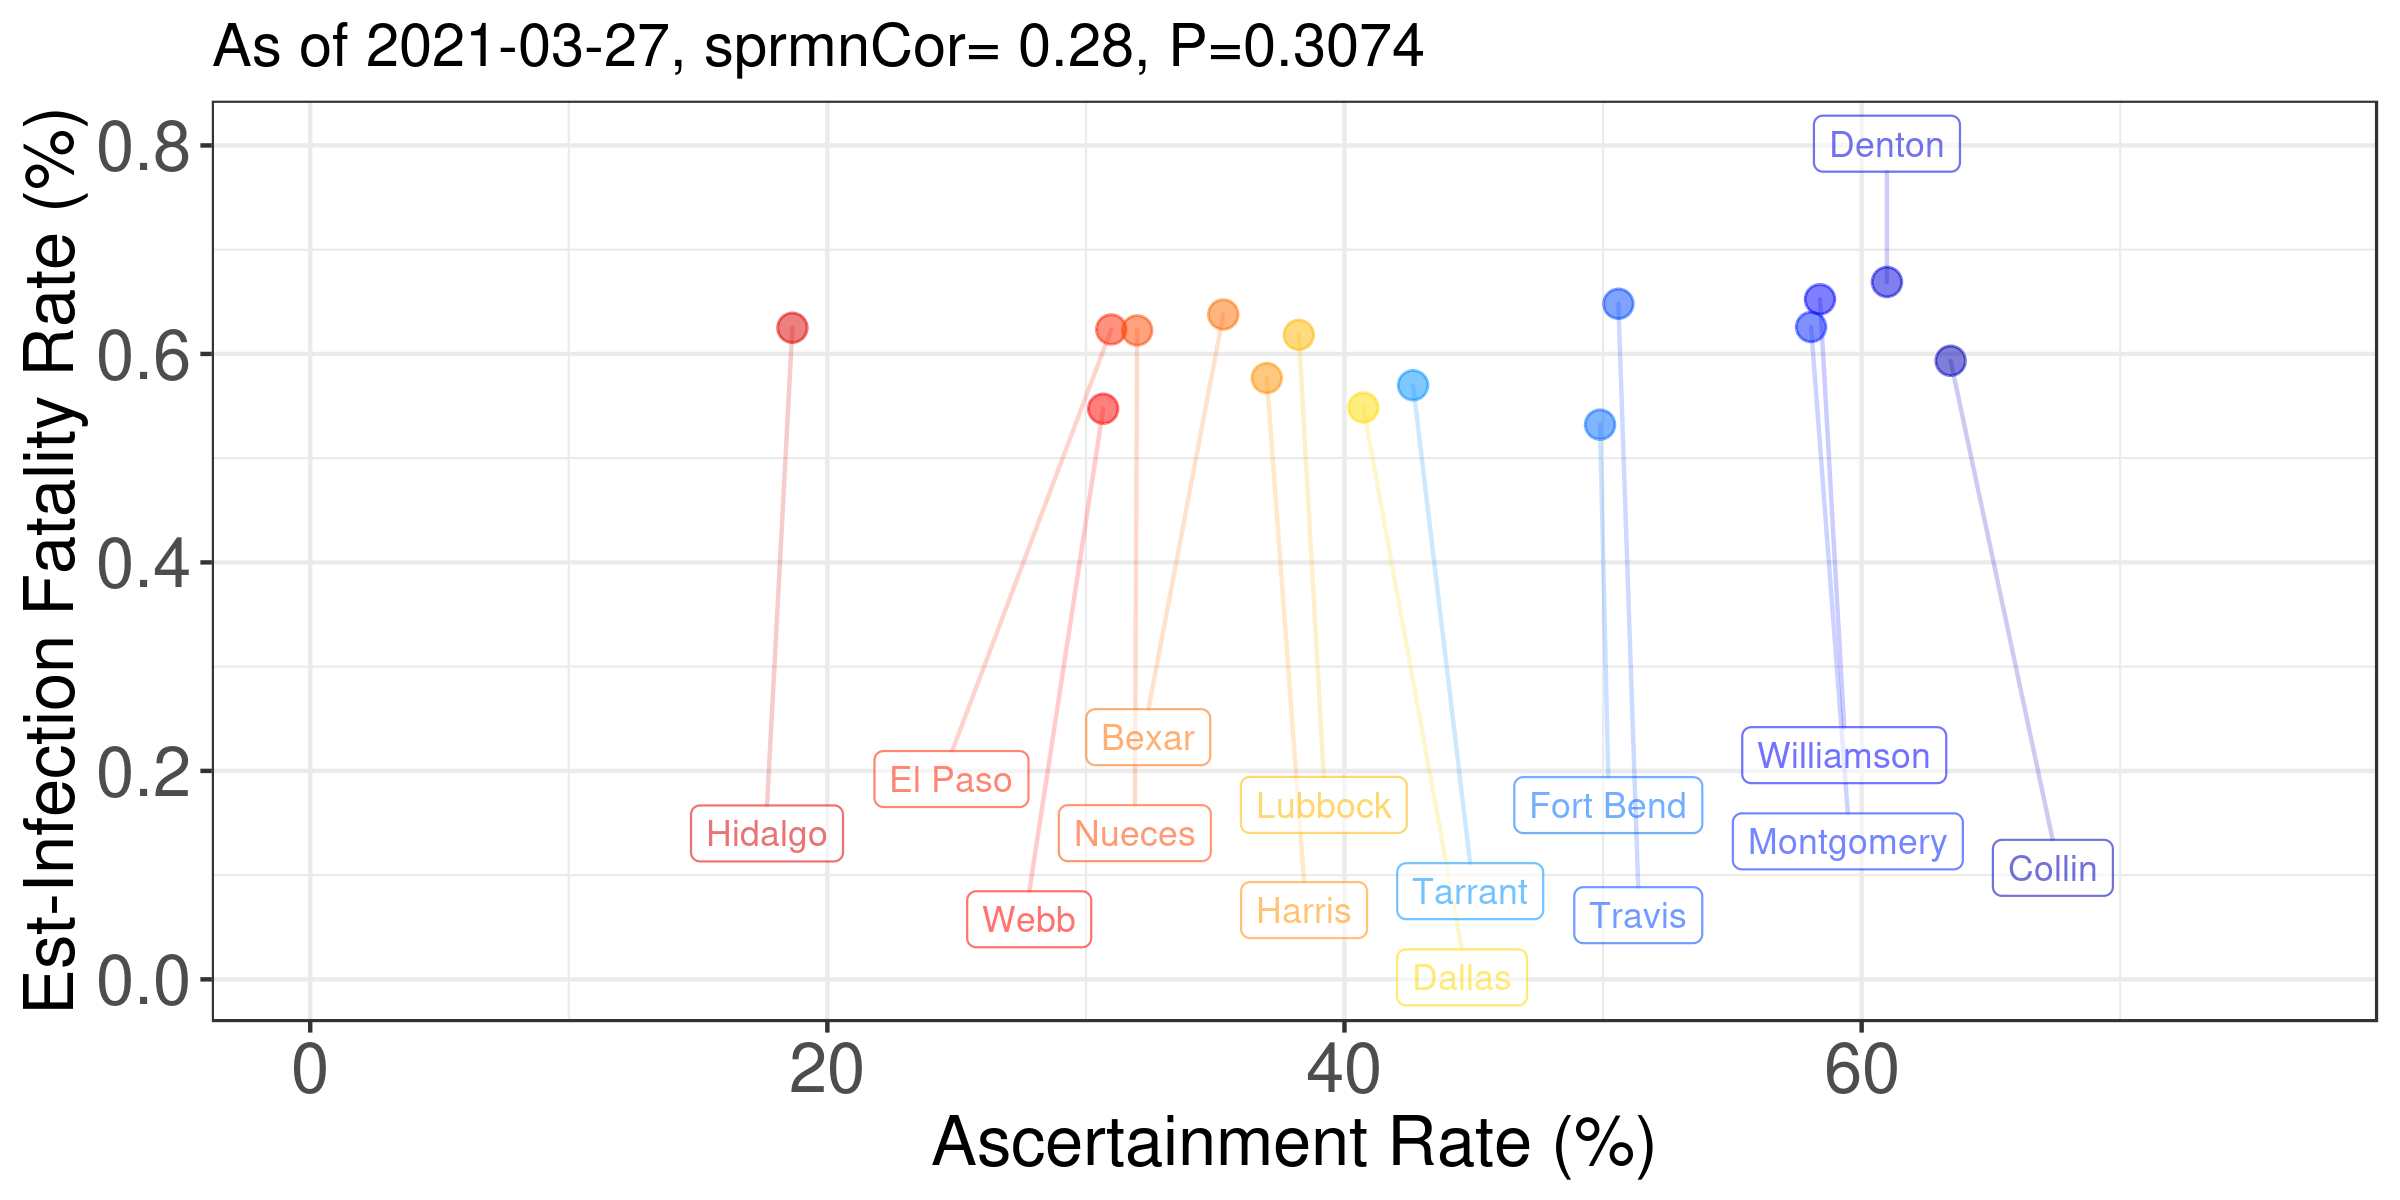 As of 2021-03-27, sprmnCor= 0.28, P=0.3074
Est-Infection Fatality Rate (%)
0.8
0.6
0.4
0.2
0.0
Denton
Bexar
Williamson
El Paso
Lubbock
Fort Bend
Hidalgo
Nueces
Montgomery
Collin
Tarrant
Harris
Travis
Webb
Dallas
0
20
40
60
Ascertainment Rate (%)